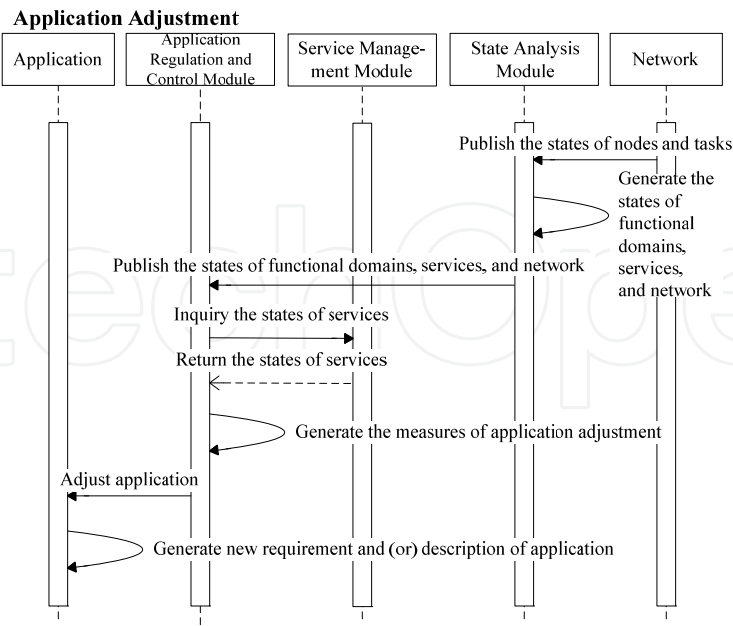 Application Adjustment
Application
Application
Regulation and
Control Module
Service Manage-
ment Module
State Analysis
Module
Network
Publish the states of nodes and tasks
Generate the
states of
functional
domains,
services,
and network
Publish the states of functional domains, services, and network
Inquiry the states of services
Return the states of services
Generate the measures of application adjustment
Adjust application
Generate new requirement and (or) description of application